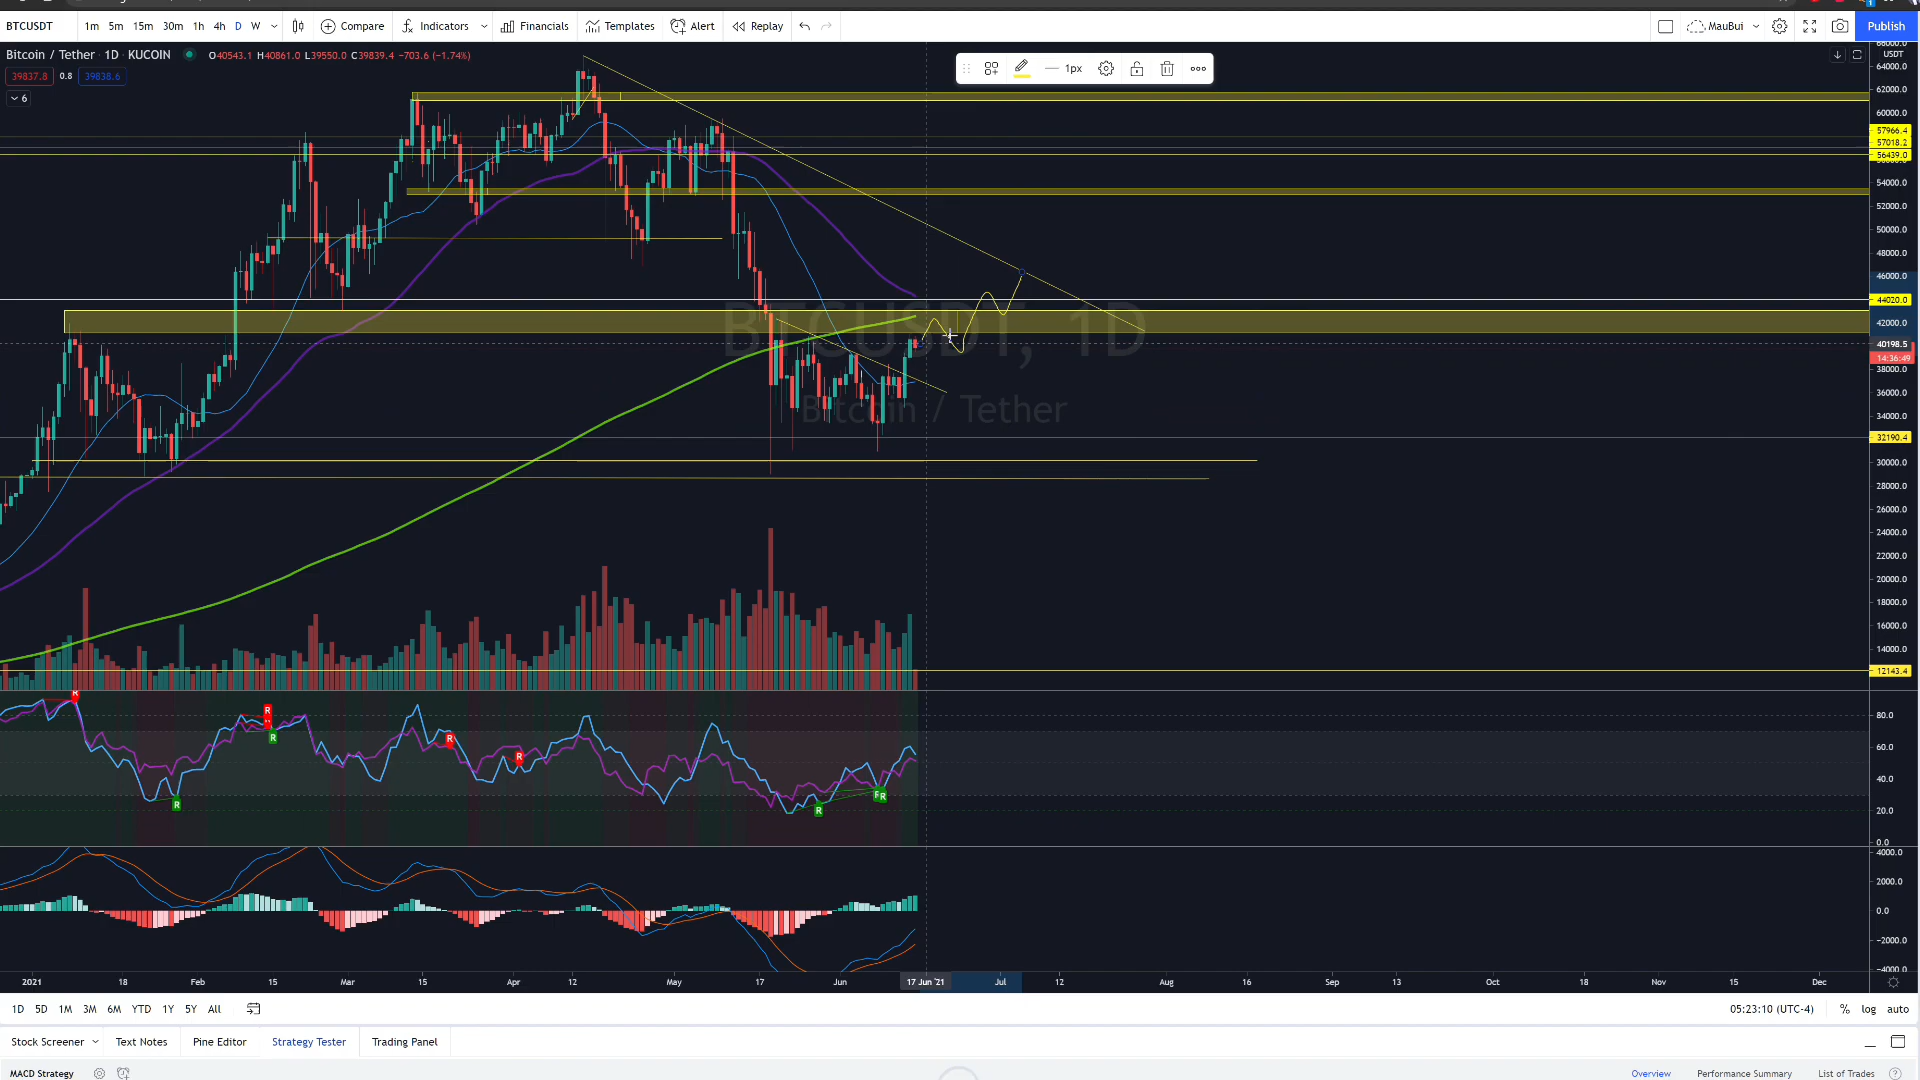 BTCUSDT 1m 5m 15m 30m 1h 4h D W Compare Indicators Financials Templates Alert Replay MauBui Publish
Bitcoin / Tether · 1D · KUCOIN O40543.1 H40861.0 L39550.0 C39839.4 −703.6 (−1.74%)
39837.8 0.8 39838.6
6
1px
USDT
64000.0
62000.0
60000.0
57966.4
57018.2
56439.0
54000.0
52000.0
50000.0
48000.0
46000.0
44020.0
42000.0
40198.5
14:36:49
38000.0
36000.0
34000.0
32190.4
30000.0
28000.0
26000.0
24000.0
22000.0
20000.0
18000.0
16000.0
14000.0
12143.4
BTCUSDT, 1D
Bitcoin / Tether
R
R
R
R
R
R
R
R
80.0
60.0
40.0
20.0
0.0
4000.0
2000.0
0.0
−2000.0
−4000.0
2021 18 Feb 15 Mar 15 Apr 12 May 17 Jun 17 Jun '21 Jul 12 Aug 16 Sep 13 Oct 18 Nov 15 Dec
1D 5D 1M 3M 6M YTD 1Y 5Y All 05:23:10 (UTC-4) % log auto
Stock Screener Text Notes Pine Editor Strategy Tester Trading Panel
MACD Strategy Overview Performance Summary List of Trades